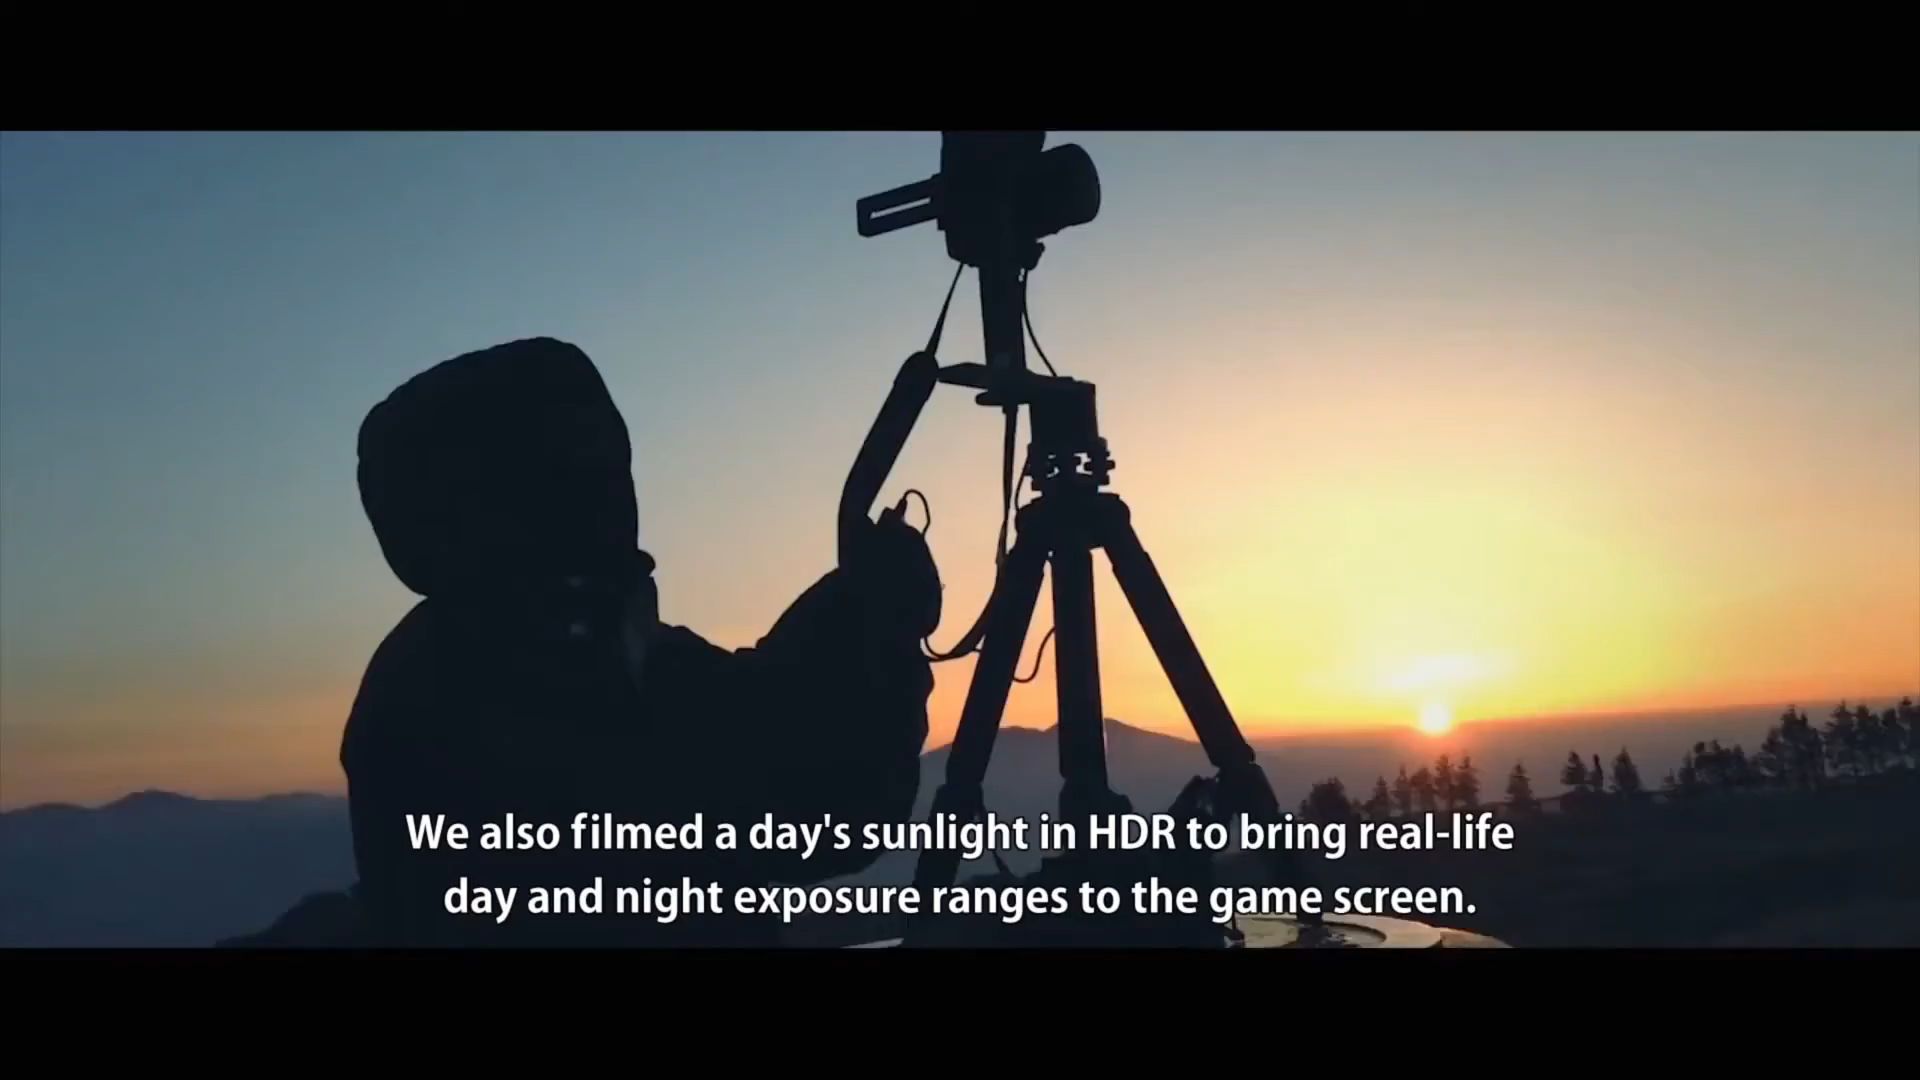 We also filmed a day's sunlight in HDR to bring real-life
day and night exposure ranges to the game screen.